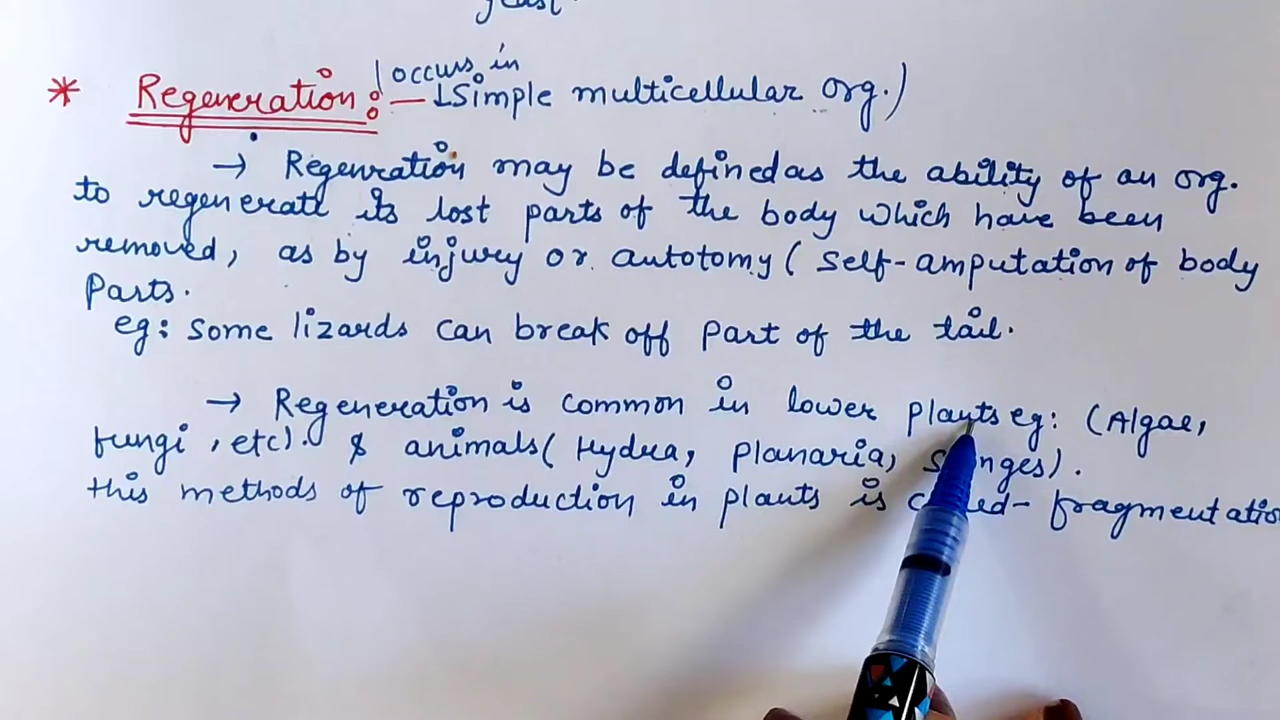 yeast
* Regeneration : — (occurs in
↓Simple multicellular org.)
→ Regenration may be defined as the ability of an org.
to regenerate its lost parts of the body which have been
removed, as by injury or autotomy ( self-amputation of body
Parts.
eg: some lizards can break off part of the tail.
→ Regeneration is common in lower plants eg: (Algae,
fungi, etc). & animals( Hydra, Planaria, Sponges).
this methods of reproduction in plants is called- fragmentatio